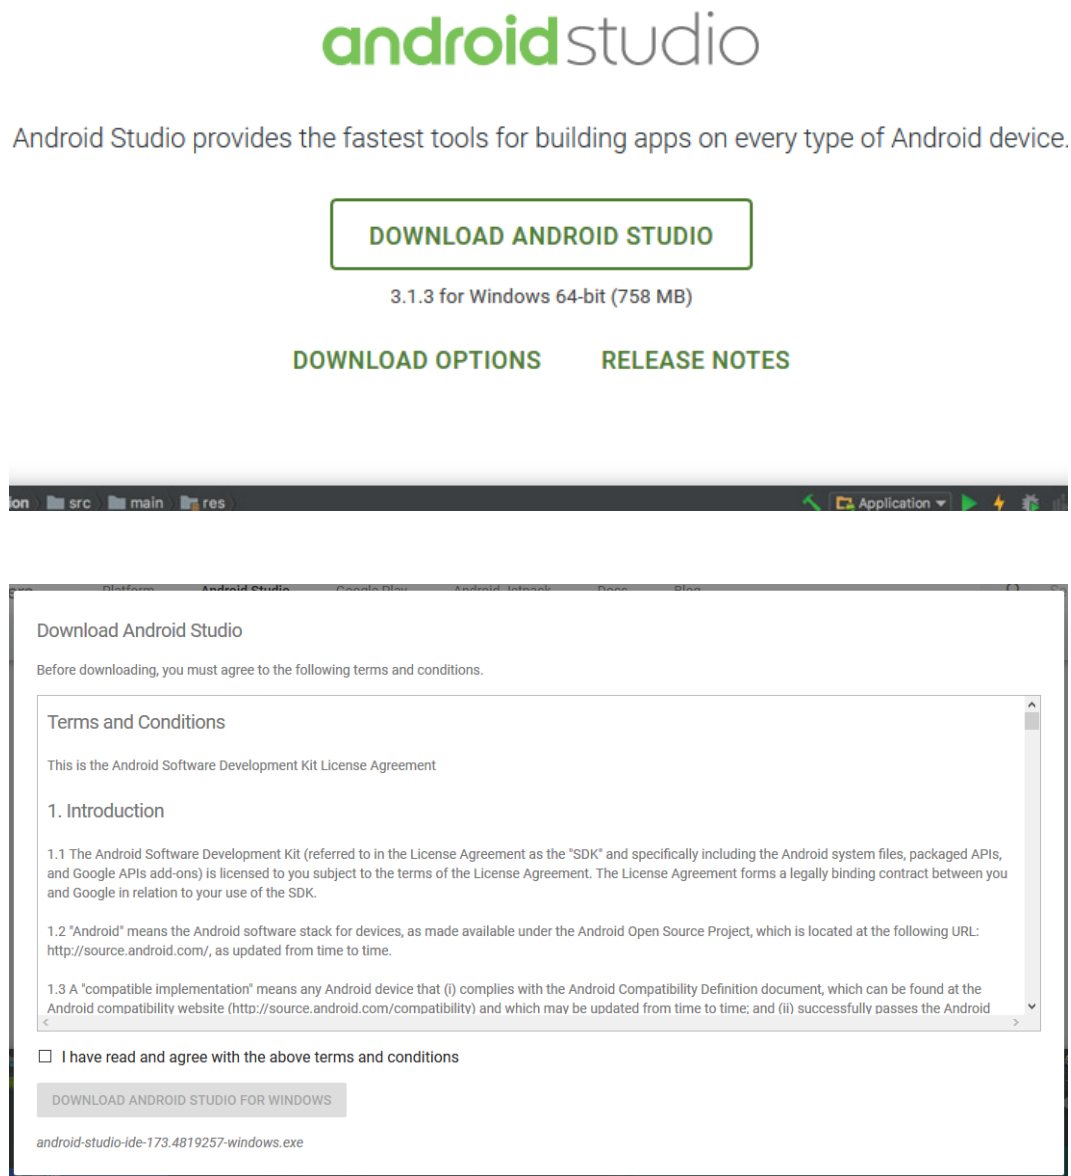 android studio
Android Studio provides the fastest tools for building apps on every type of Android device.
DOWNLOAD ANDROID STUDIO
3.1.3 for Windows 64-bit (758 MB)
DOWNLOAD OPTIONS RELEASE NOTES
ion src main res Application
Platform Android Studio Google Play Android Jetpack Docs Blog
Download Android Studio
Before downloading, you must agree to the following terms and conditions.
Terms and Conditions
This is the Android Software Development Kit License Agreement
1. Introduction
1.1 The Android Software Development Kit (referred to in the License Agreement as the "SDK" and specifically including the Android system files, packaged APIs,
and Google APIs add-ons) is licensed to you subject to the terms of the License Agreement. The License Agreement forms a legally binding contract between you
and Google in relation to your use of the SDK.
1.2 "Android" means the Android software stack for devices, as made available under the Android Open Source Project, which is located at the following URL:
http://source.android.com/, as updated from time to time.
1.3 A "compatible implementation" means any Android device that (i) complies with the Android Compatibility Definition document, which can be found at the
Android compatibility website (http://source.android.com/compatibility) and which may be updated from time to time; and (ii) successfully passes the Android
I have read and agree with the above terms and conditions
DOWNLOAD ANDROID STUDIO FOR WINDOWS
android-studio-ide-173.4819257-windows.exe